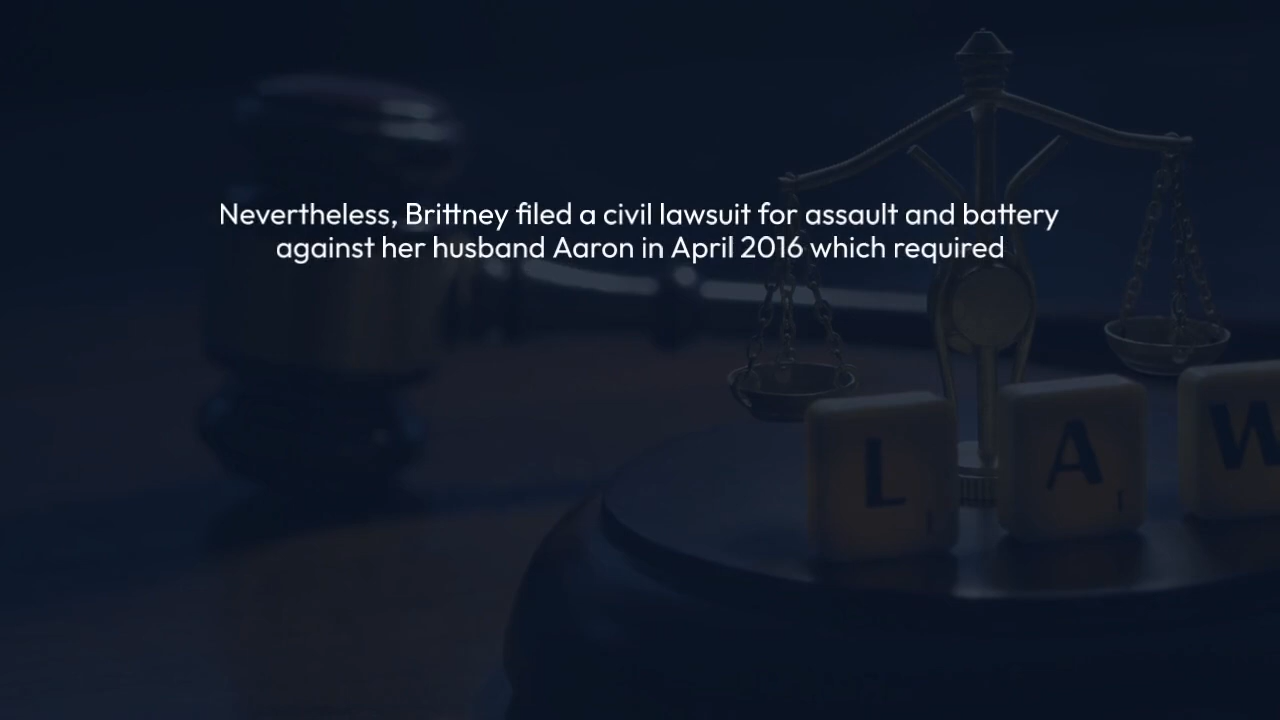 Nevertheless, Brittney filed a civil lawsuit for assault and battery
against her husband Aaron in April 2016 which required
L A W